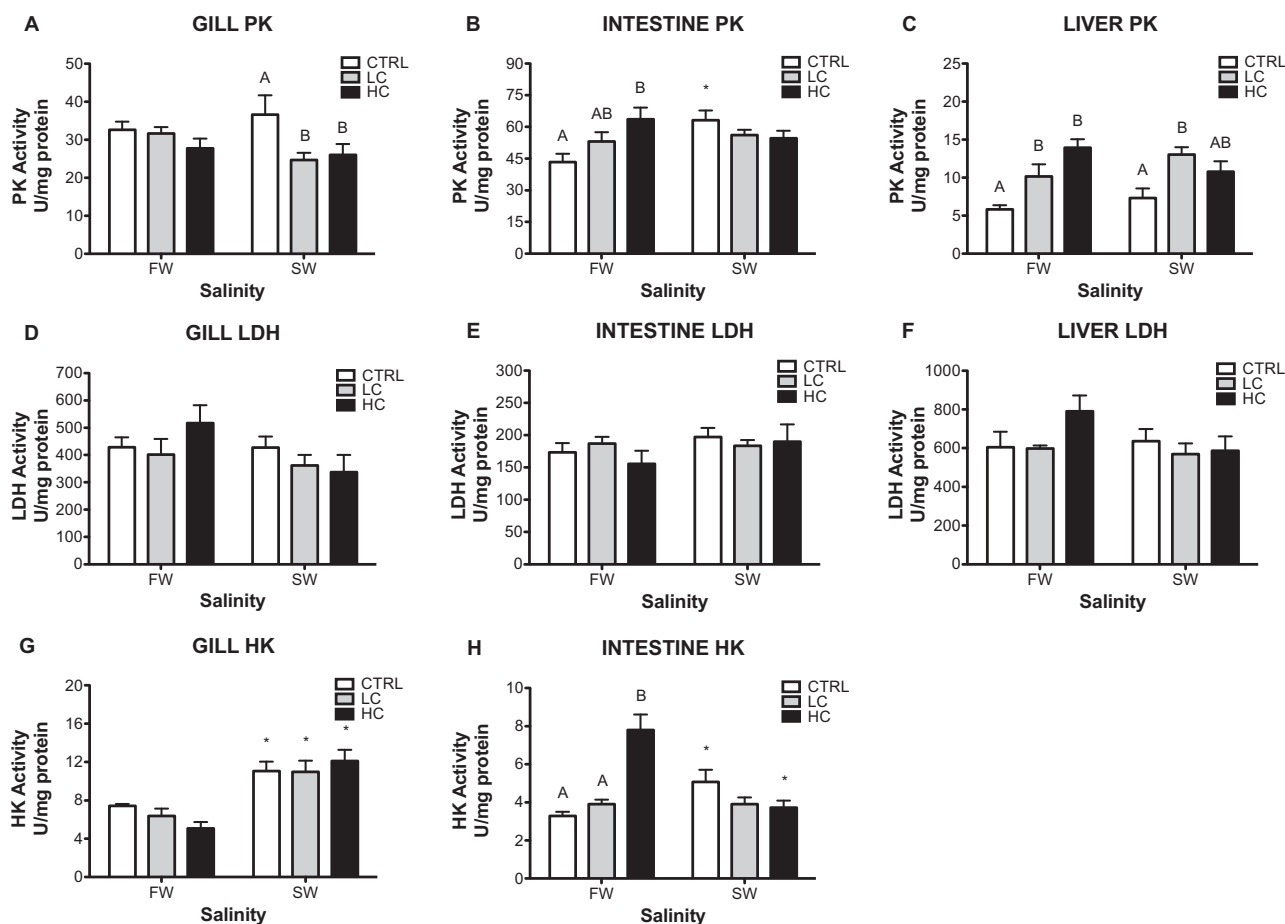 A GILL PK
PK Activity
U/mg protein
50
40
30
20
10
0
A
B
B
CTRL
LC
HC
FW SW
Salinity
B INTESTINE PK
PK Activity
U/mg protein
90
75
60
45
30
15
0
A
AB
B
*
CTRL
LC
HC
FW SW
Salinity
C LIVER PK
PK Activity
U/mg protein
25
20
15
10
5
0
A
B
B
A
B
AB
CTRL
LC
HC
FW SW
Salinity
D GILL LDH
LDH Activity
U/mg protein
700
600
500
400
300
200
100
0
CTRL
LC
HC
FW SW
Salinity
E INTESTINE LDH
LDH Activity
U/mg protein
300
250
200
150
100
50
0
CTRL
LC
HC
FW SW
Salinity
F LIVER LDH
LDH Activity
U/mg protein
1000
800
600
400
200
0
CTRL
LC
HC
FW SW
Salinity
G GILL HK
HK Activity
U/mg protein
20
16
12
8
4
0
* * *
CTRL
LC
HC
FW SW
Salinity
H INTESTINE HK
HK Activity
U/mg protein
10
8
6
4
2
0
A
A
B
*
*
CTRL
LC
HC
FW SW
Salinity